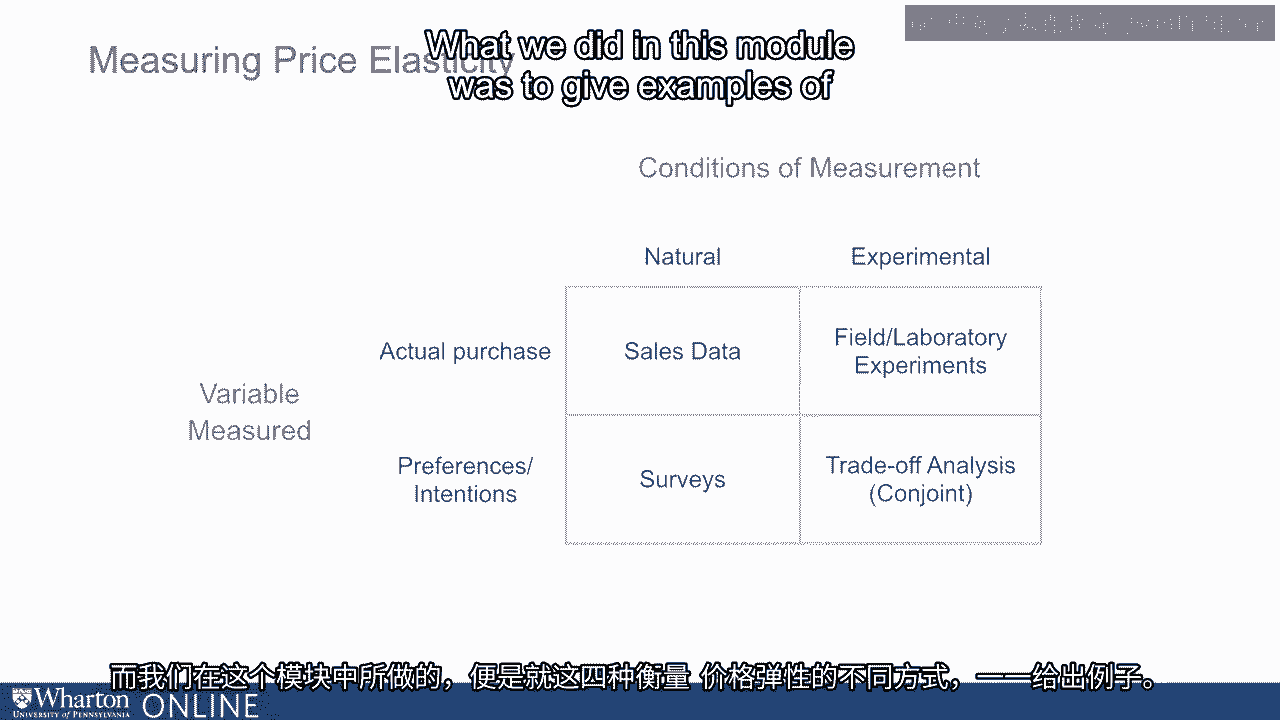 Measuring Price Elasticity
What we did in this module
was to give examples of
Conditions of Measurement
Natural
Experimental
Actual purchase
Sales Data
Field/Laboratory
Experiments
Variable
Measured
Preferences/
Intentions
Surveys
Trade-off Analysis
(Conjoint)
而我们在这个模块中所做的，便是就这四种衡量 价格弹性的不同方式，一一给出例子。
Wharton
UNIVERSITY of PENNSYLVANIA
ONLINE